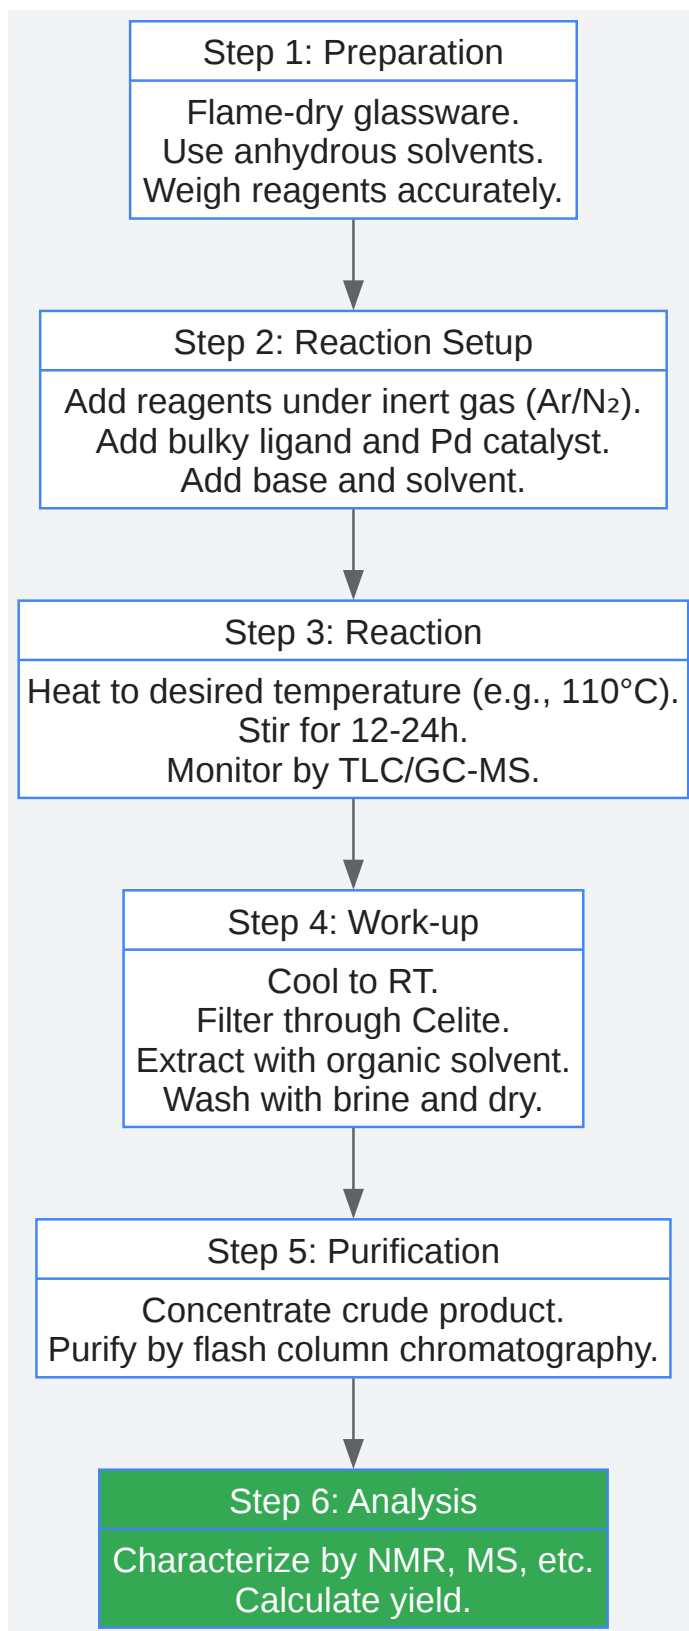 Step 1: Preparation
Flame-dry glassware.
Use anhydrous solvents.
Weigh reagents accurately.
Step 2: Reaction Setup
Add reagents under inert gas (Ar/N₂).
Add bulky ligand and Pd catalyst.
Add base and solvent.
Step 3: Reaction
Heat to desired temperature (e.g., 110°C).
Stir for 12-24h.
Monitor by TLC/GC-MS.
Step 4: Work-up
Cool to RT.
Filter through Celite.
Extract with organic solvent.
Wash with brine and dry.
Step 5: Purification
Concentrate crude product.
Purify by flash column chromatography.
Step 6: Analysis
Characterize by NMR, MS, etc.
Calculate yield.